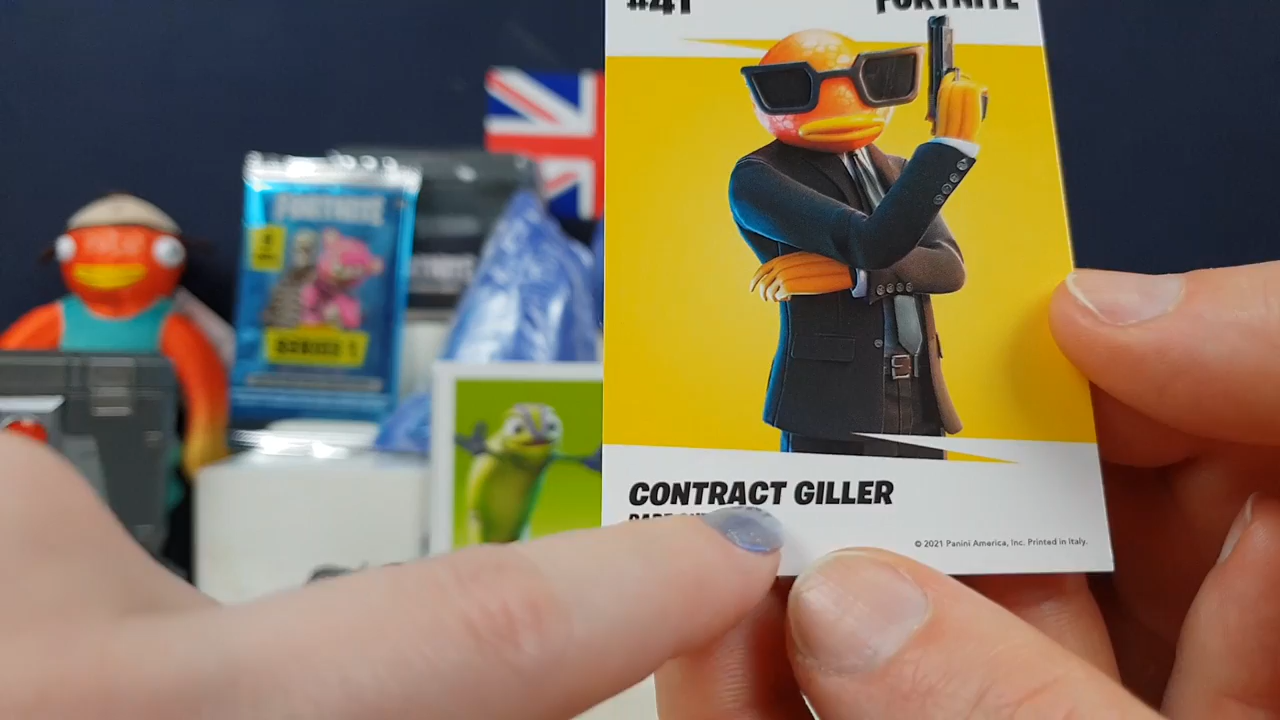 #41
FORTNITE
FORTNITE
SERIES 1
CONTRACT GILLER
© 2021 Panini America, Inc. Printed in Italy.